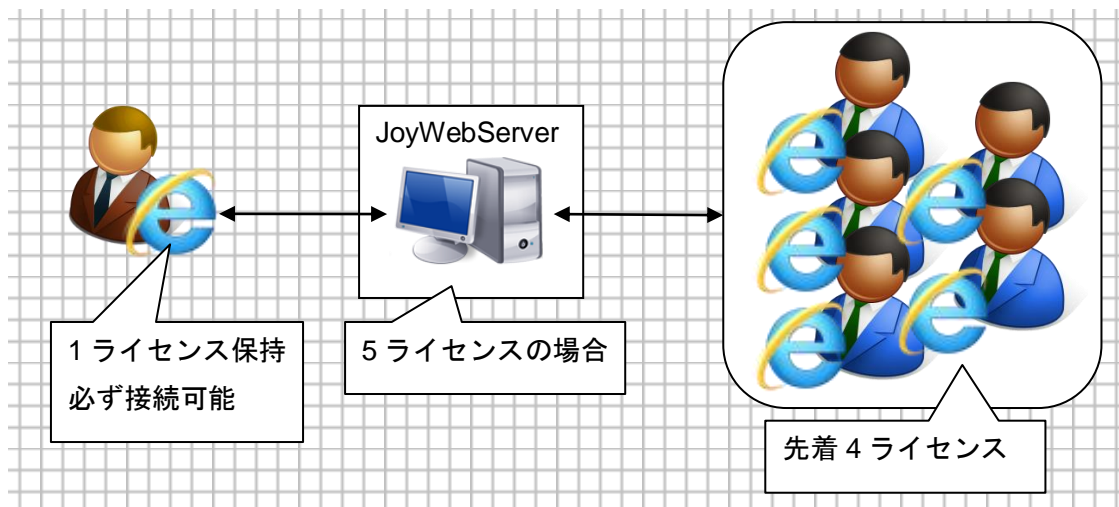 JoyWebServer
1 ライセンス保持
必ず接続可能
5 ライセンスの場合
先着 4 ライセンス